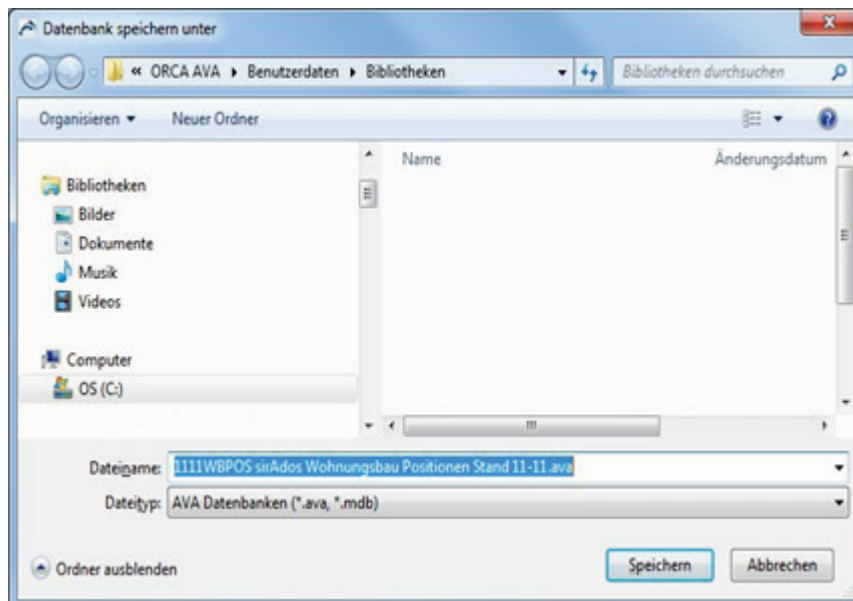 Datenbank speichern unter
« ORCA AVA ▸ Benutzerdaten ▸ Bibliotheken
Bibliotheken durchsuchen
Organisieren
Neuer Ordner
Name
Änderungsdatum
Bibliotheken
Bilder
Dokumente
Musik
Videos
Computer
OS (C:)
Dateiname: 1111WBPOS sirAdos Wohnungsbau Positionen Stand 11-11.ava
Dateityp: AVA Datenbanken (*.ava, *.mdb)
Ordner ausblenden
Speichern
Abbrechen